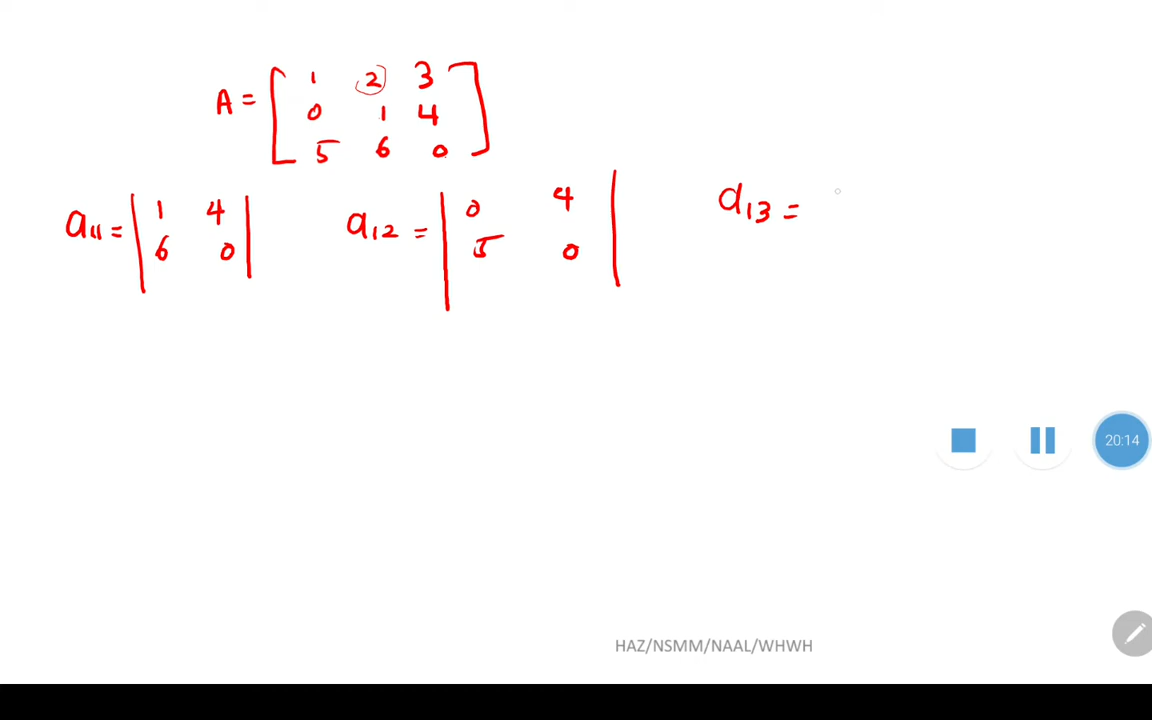 A = [ 1 2 3
0 1 4
5 6 0 ]
a11 = | 1 4 | a12 = | 0 4 | a13 =
6 0 5 0
20:14
HAZ/NSMM/NAAL/WHWH